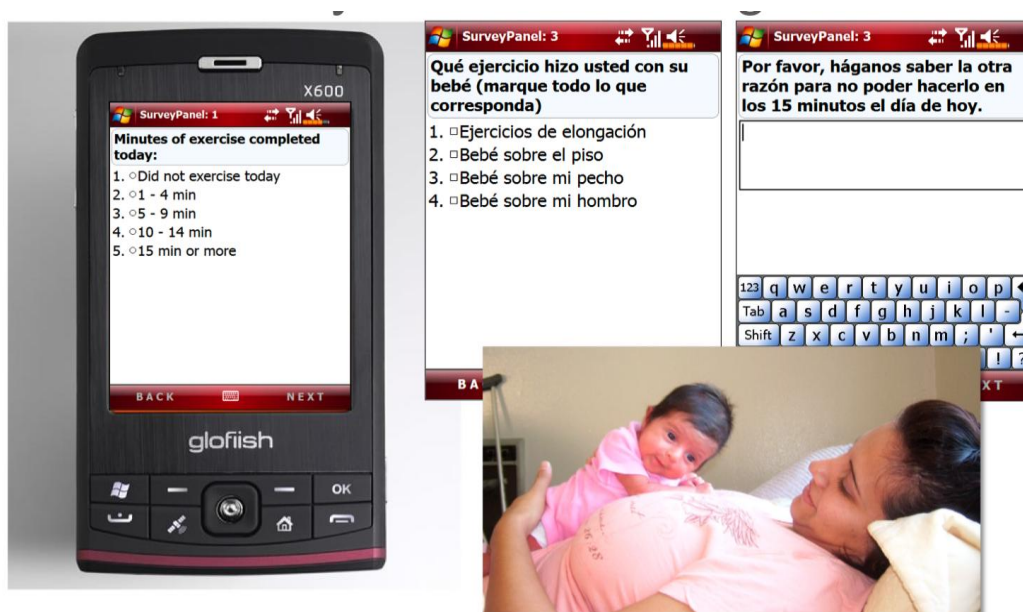 X600
SurveyPanel: 1
Minutes of exercise completed
today:
1. Did not exercise today
2. 1 - 4 min
3. 5 - 9 min
4. 10 - 14 min
5. 15 min or more
BACK NEXT
glofiish
OK
SurveyPanel: 3
Qué ejercicio hizo usted con su
bebé (marque todo lo que
corresponda)
1. Ejercicios de elongación
2. Bebé sobre el piso
3. Bebé sobre mi pecho
4. Bebé sobre mi hombro
BA
SurveyPanel: 3
Por favor, háganos saber la otra
razón para no poder hacerlo en
los 15 minutos el día de hoy.
123 q w e r t y u i o p
Tab a s d f g h j k l -
Shift z x c v b n m ; '
! ?
XT